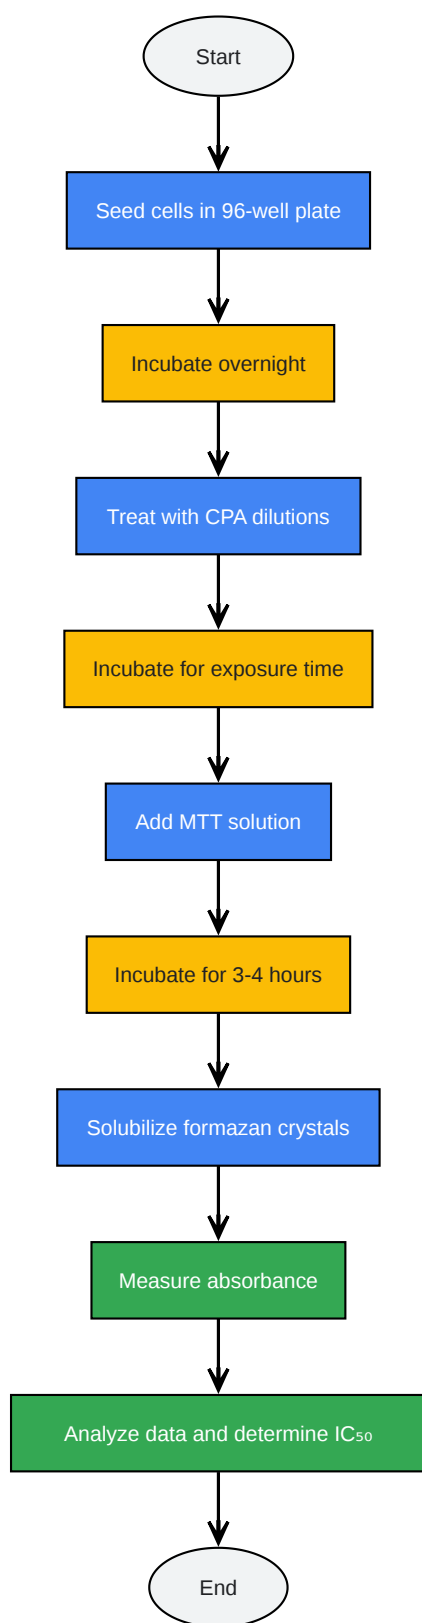 Start
Seed cells in 96-well plate
Incubate overnight
Treat with CPA dilutions
Incubate for exposure time
Add MTT solution
Incubate for 3-4 hours
Solubilize formazan crystals
Measure absorbance
Analyze data and determine IC₅₀
End